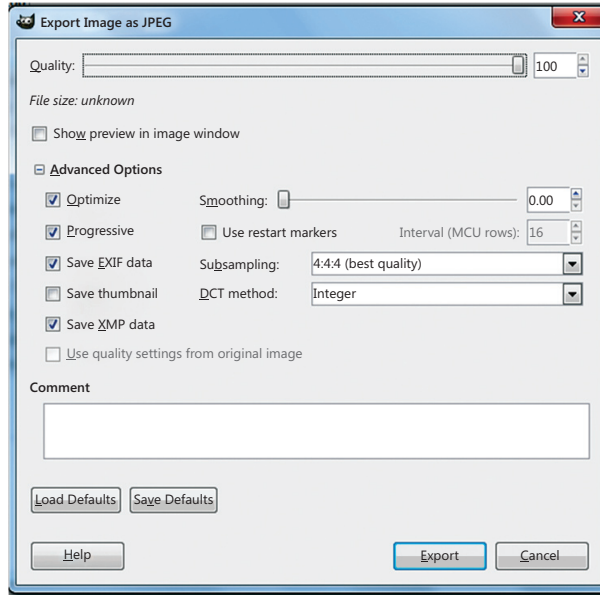 Export Image as JPEG
Quality: 100
File size: unknown
Show preview in image window
Advanced Options
Optimize Smoothing: 0.00
Progressive Use restart markers Interval (MCU rows): 16
Save EXIF data Subsampling: 4:4:4 (best quality)
Save thumbnail DCT method: Integer
Save XMP data
Use quality settings from original image
Comment
Load Defaults Save Defaults
Help Export Cancel